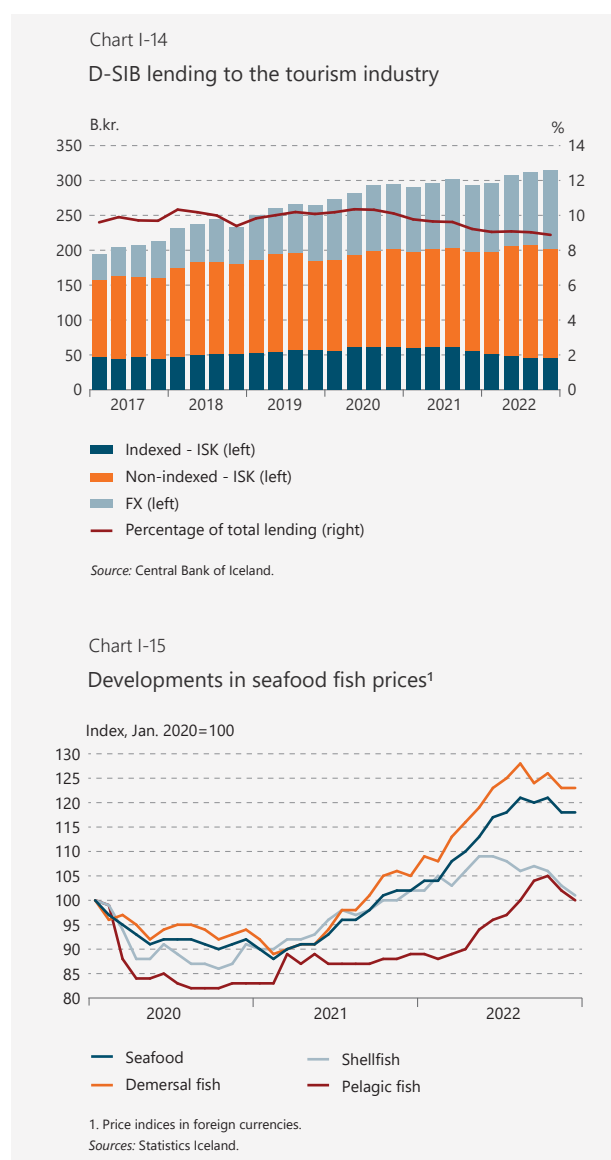 Chart I-14
D-SIB lending to the tourism industry
B.kr.
%
350
300
250
200
150
100
50
0
14
12
10
8
6
4
2
0
2017 2018 2019 2020 2021 2022
Indexed - ISK (left)
Non-indexed - ISK (left)
FX (left)
Percentage of total lending (right)
Source: Central Bank of Iceland.
Chart I-15
Developments in seafood fish prices¹
Index, Jan. 2020=100
130
125
120
115
110
105
100
95
90
85
80
2020 2021 2022
Seafood
Demersal fish
Shellfish
Pelagic fish
1. Price indices in foreign currencies.
Sources: Statistics Iceland.